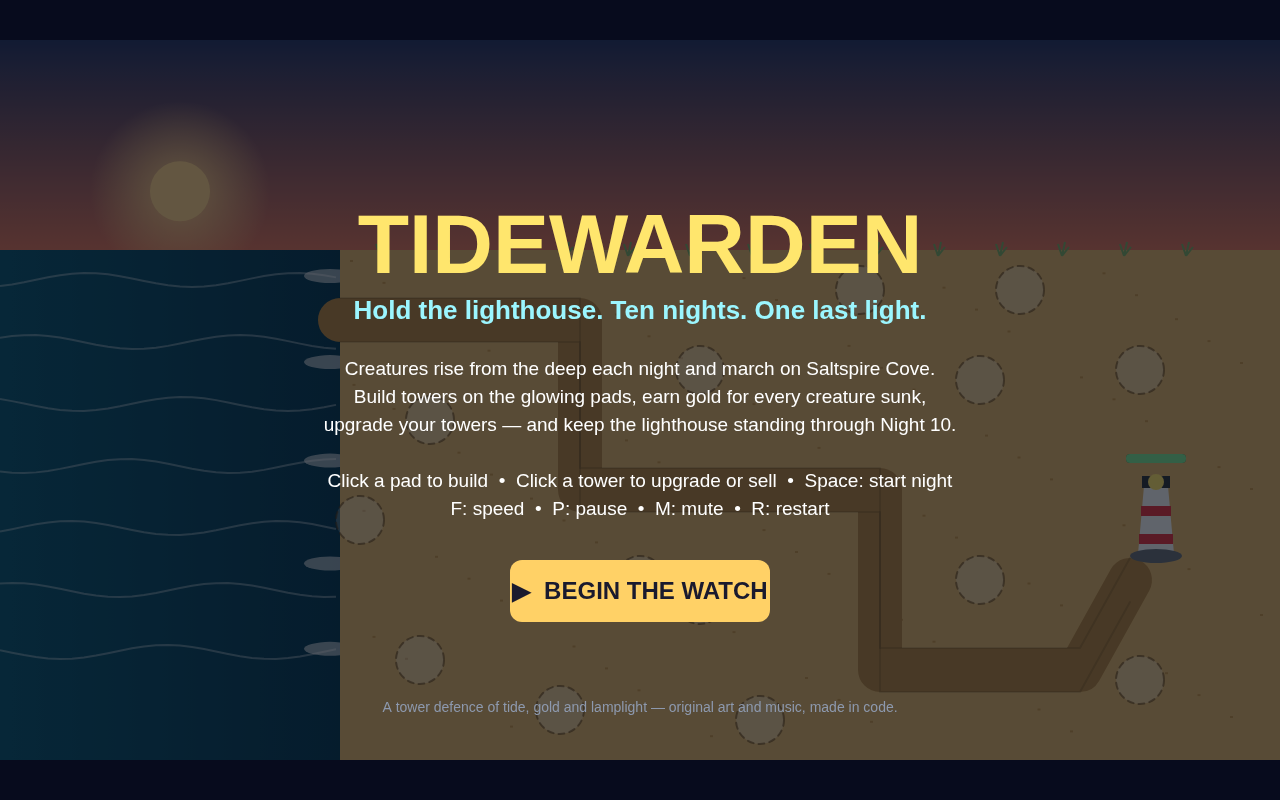 TIDEWARDEN
Hold the lighthouse. Ten nights. One last light.
Creatures rise from the deep each night and march on Saltspire Cove.
Build towers on the glowing pads, earn gold for every creature sunk,
upgrade your towers — and keep the lighthouse standing through Night 10.
Click a pad to build • Click a tower to upgrade or sell • Space: start night
F: speed • P: pause • M: mute • R: restart
▶ BEGIN THE WATCH
A tower defence of tide, gold and lamplight — original art and music, made in code.